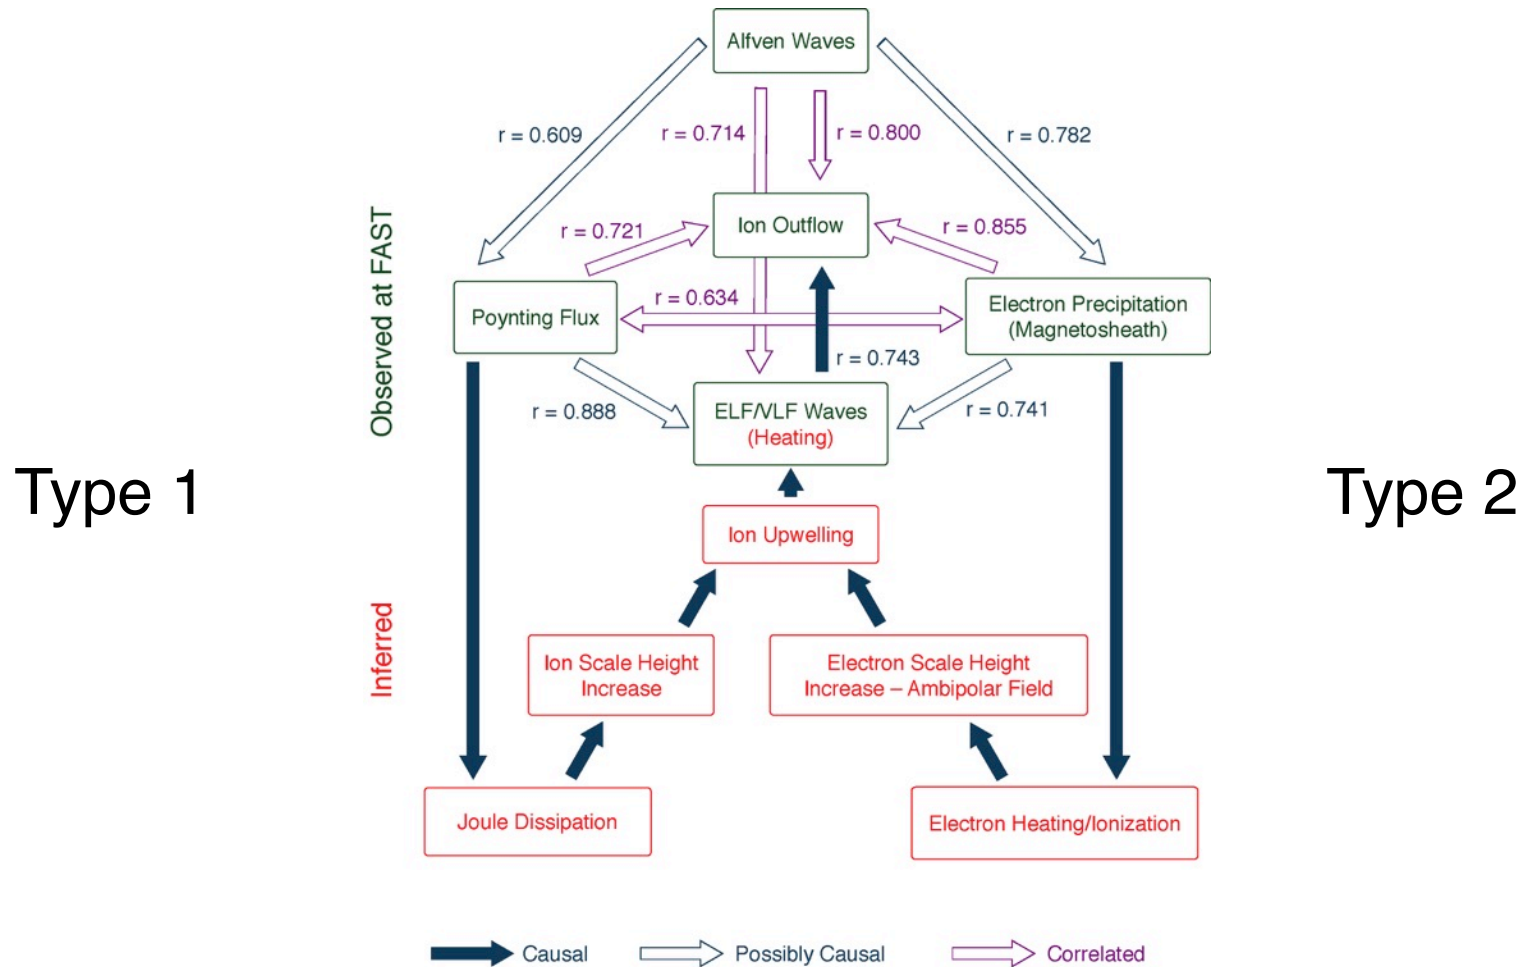 Alfven Waves
r = 0.609
r = 0.714
r = 0.800
r = 0.782
Observed at FAST
Ion Outflow
r = 0.721
r = 0.855
r = 0.634
Poynting Flux
Electron Precipitation
(Magnetosheath)
r = 0.743
r = 0.888
ELF/VLF Waves
(Heating)
r = 0.741
Type 1
Type 2
Ion Upwelling
Inferred
Ion Scale Height
Increase
Electron Scale Height
Increase – Ambipolar Field
Joule Dissipation
Electron Heating/Ionization
Causal
Possibly Causal
Correlated